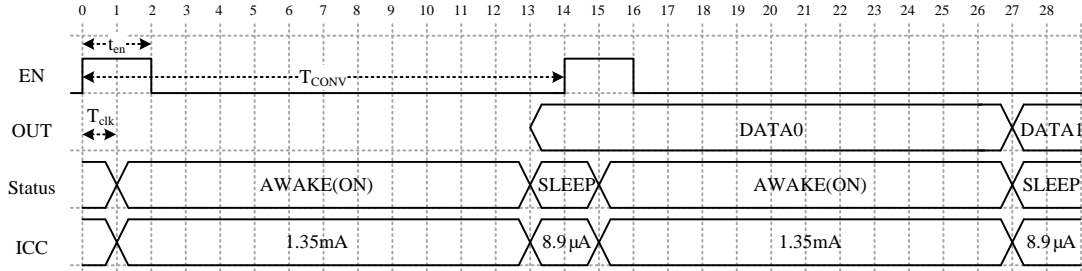 0 1 2 3 4 5 6 7 8 9 10 11 12 13 14 15 16 17 18 19 20 21 22 23 24 25 26 27 28
ten
EN
TCONV
Tclk
OUT
DATA0
DATA1
Status
AWAKE(ON)
SLEEP
AWAKE(ON)
SLEEP
ICC
1.35mA
8.9μA
1.35mA
8.9μA